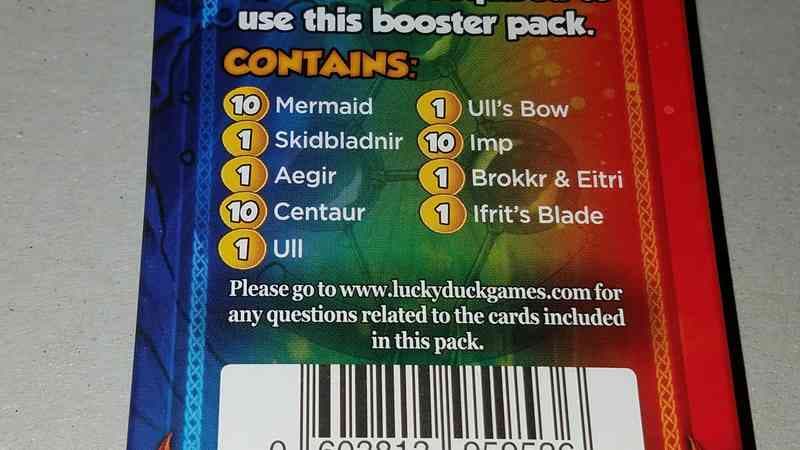 use this booster pack.
CONTAINS:
10 Mermaid
1 Skidbladnir
1 Aegir
10 Centaur
1 Ull
1 Ull's Bow
10 Imp
1 Brokkr & Eitri
1 Ifrit's Blade
Please go to www.luckyduckgames.com for
any questions related to the cards included
in this pack.